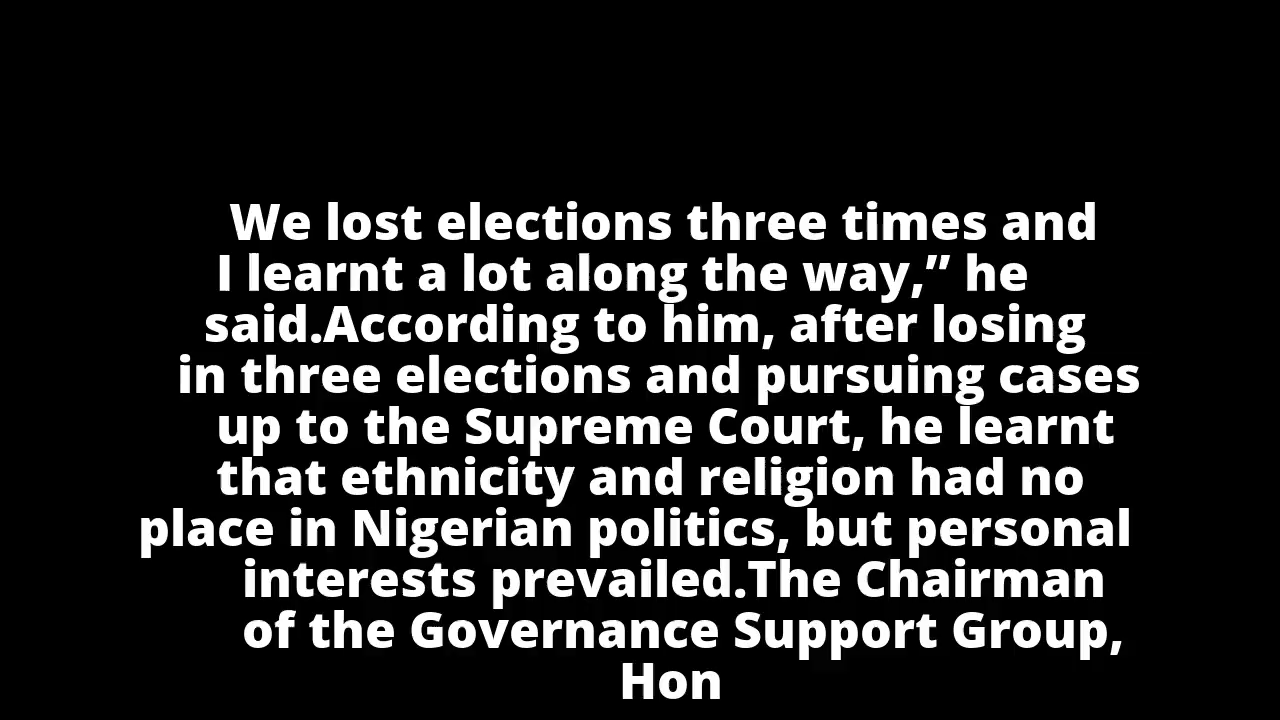 We lost elections three times and
I learnt a lot along the way,” he
said.According to him, after losing
in three elections and pursuing cases
up to the Supreme Court, he learnt
that ethnicity and religion had no
place in Nigerian politics, but personal
interests prevailed.The Chairman
of the Governance Support Group,
Hon